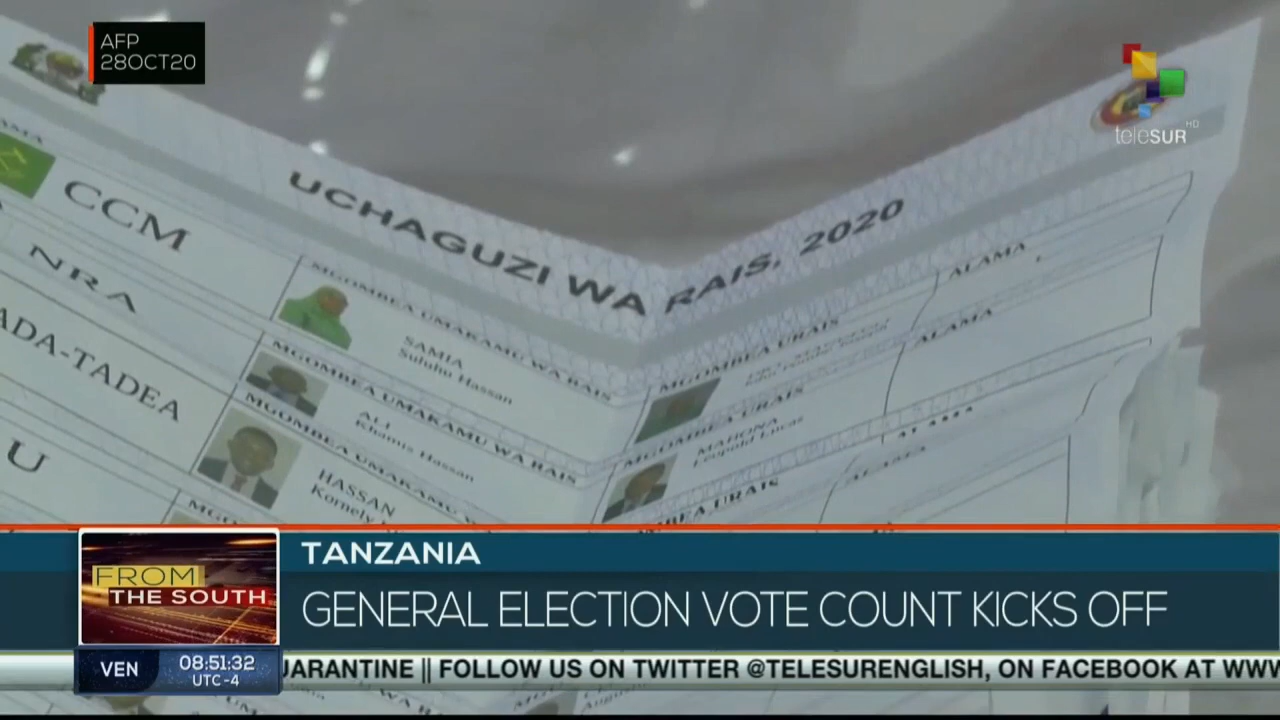 AFP
28OCT20
teleSUR HD
UCHAGUZI WA RAIS, 2020
CCM
MGOMBEA UMAKAMU WA RAIS
SAMIA
Suluhu Hassan
MGOMBEA URAIS
ALAMA
NRA
MGOMBEA UMAKAMU WA RAIS
ALI
Khamis Hassan
MGOMBEA URAIS
MAHONA
Leopold Lucas
ALAMA
ADA-TADEA
MGOMBEA UMAKAMU
HASSAN
Kornely
MBEA URAIS
U
TANZANIA
GENERAL ELECTION VOTE COUNT KICKS OFF
FROM
THE SOUTH
VEN
08:51:32
UTC -4
UARANTINE || FOLLOW US ON TWITTER @TELESURENGLISH, ON FACEBOOK AT WWW